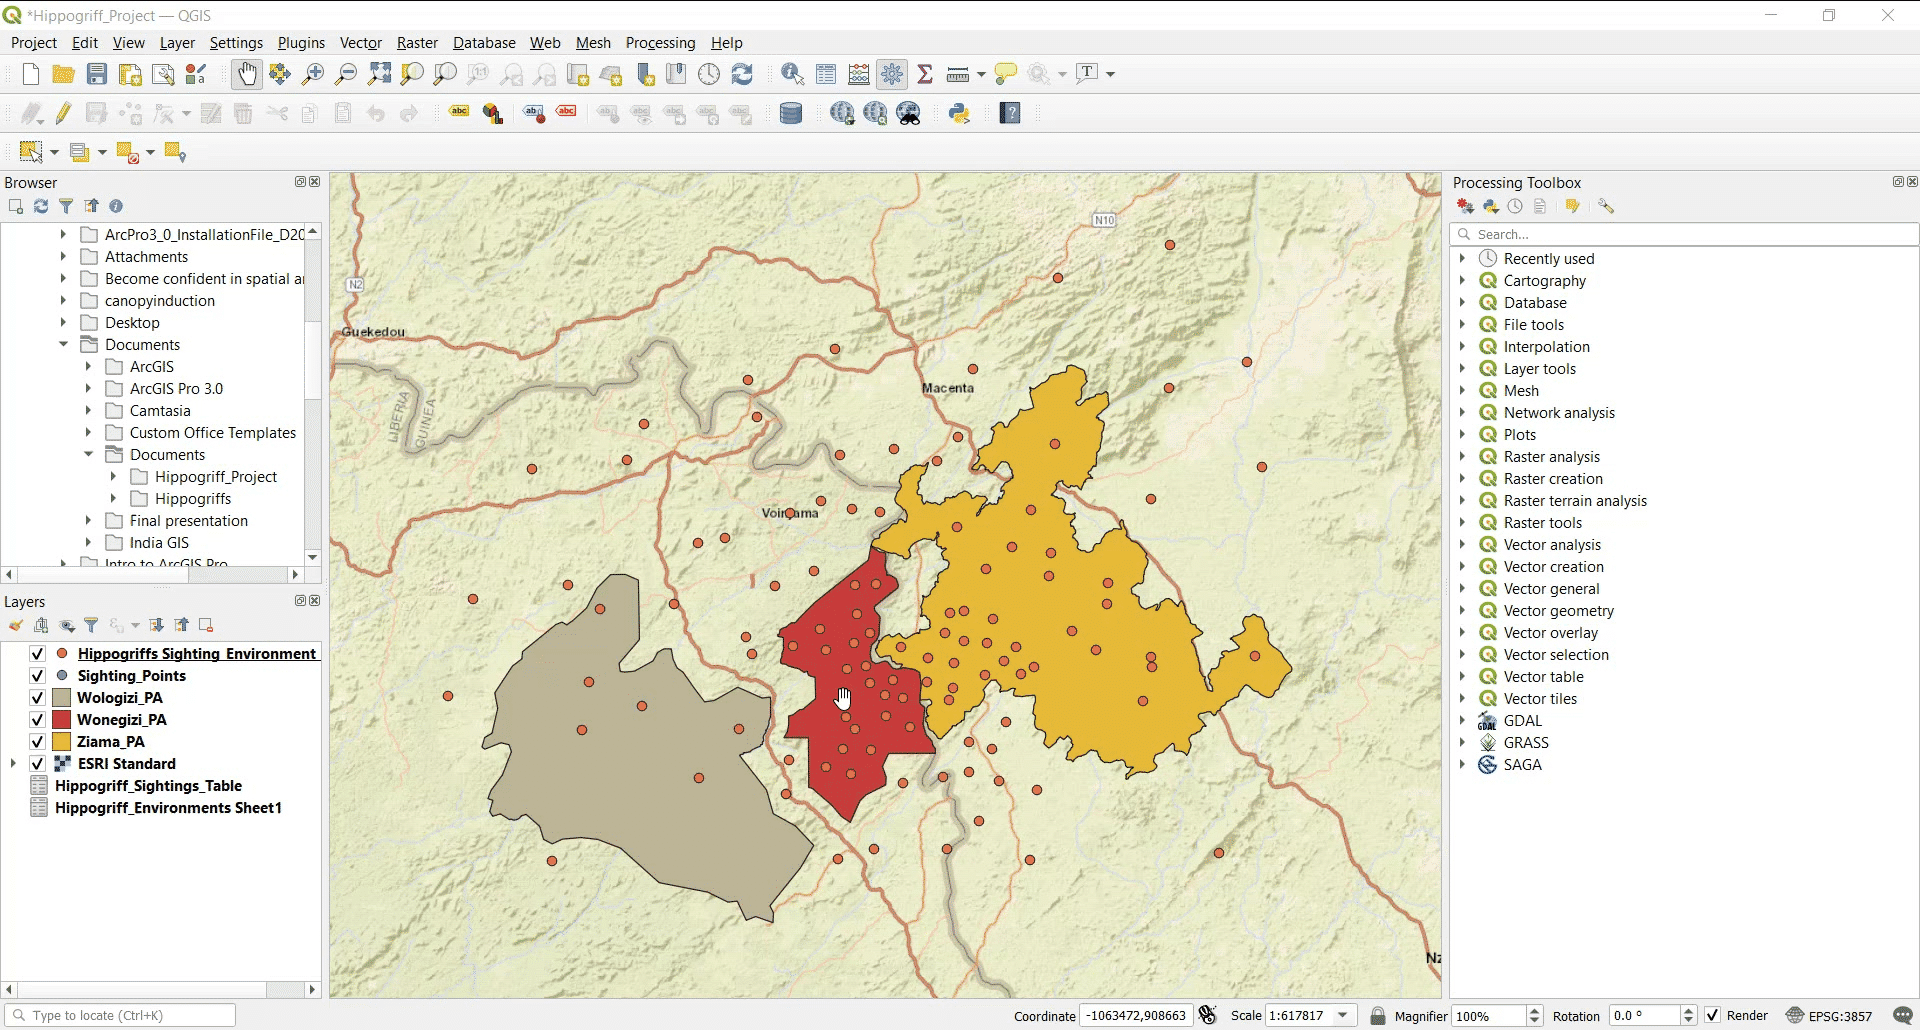 *Hippogriff_Project — QGIS
Project Edit View Layer Settings Plugins Vector Raster Database Web Mesh Processing Help
Browser
ArcPro3_0_InstallationFile_D20
Attachments
Become confident in spatial ar
canopyinduction
Desktop
Documents
ArcGIS
ArcGIS Pro 3.0
Camtasia
Custom Office Templates
Documents
Hippogriff_Project
Hippogriffs
Final presentation
India GIS
Intro to ArcGIS Pro
Layers
Hippogriffs Sighting Environment
Sighting_Points
Wologizi_PA
Wonegizi_PA
Ziama_PA
ESRI Standard
Hippogriff_Sightings_Table
Hippogriff_Environments Sheet1
N10
N2
Guekedou
Macenta
LIBERIA
GUINEA
Voinjama
Nz
Processing Toolbox
Search...
Recently used
Cartography
Database
File tools
Interpolation
Layer tools
Mesh
Network analysis
Plots
Raster analysis
Raster creation
Raster terrain analysis
Raster tools
Vector analysis
Vector creation
Vector general
Vector geometry
Vector overlay
Vector selection
Vector table
Vector tiles
GDAL
GRASS
SAGA
Type to locate (Ctrl+K)
Coordinate -1063472,908663 Scale 1:617817 Magnifier 100% Rotation 0.0 ° Render EPSG:3857